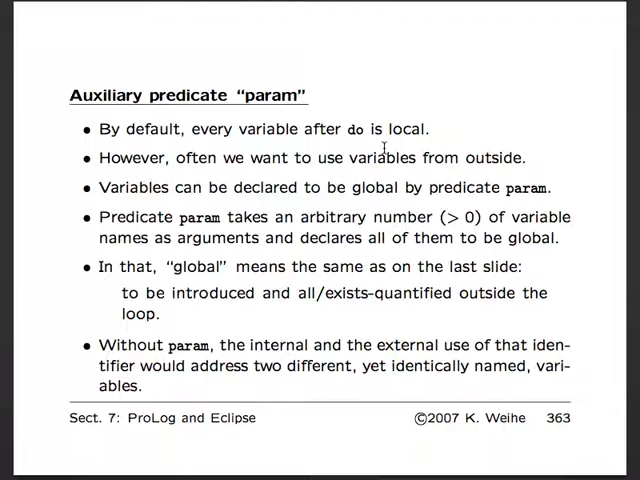 Auxiliary predicate “param”
• By default, every variable after do is local.
• However, often we want to use variables from outside.
• Variables can be declared to be global by predicate param.
• Predicate param takes an arbitrary number (> 0) of variable
names as arguments and declares all of them to be global.
• In that, “global” means the same as on the last slide:
to be introduced and all/exists-quantified outside the
loop.
• Without param, the internal and the external use of that iden-
tifier would address two different, yet identically named, vari-
ables.
Sect. 7: ProLog and Eclipse ©2007 K. Weihe 363